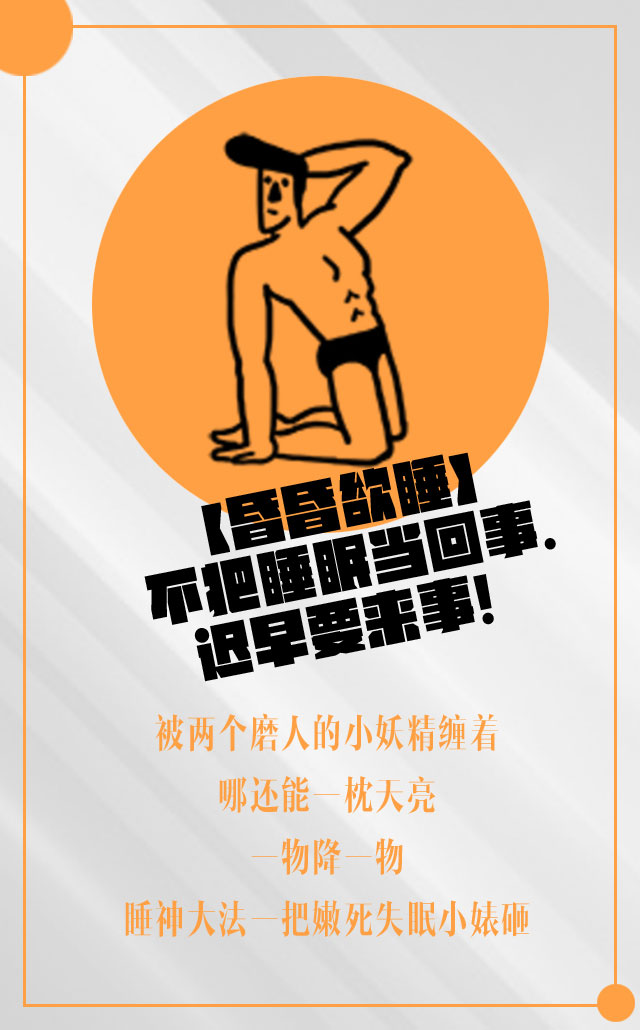 【昏昏欲睡】
不把睡眠当回事.
迟早要来事!
被两个磨人的小妖精缠着
哪还能一枕天亮
一物降一物
睡神大法一把嫩死失眠小婊砸